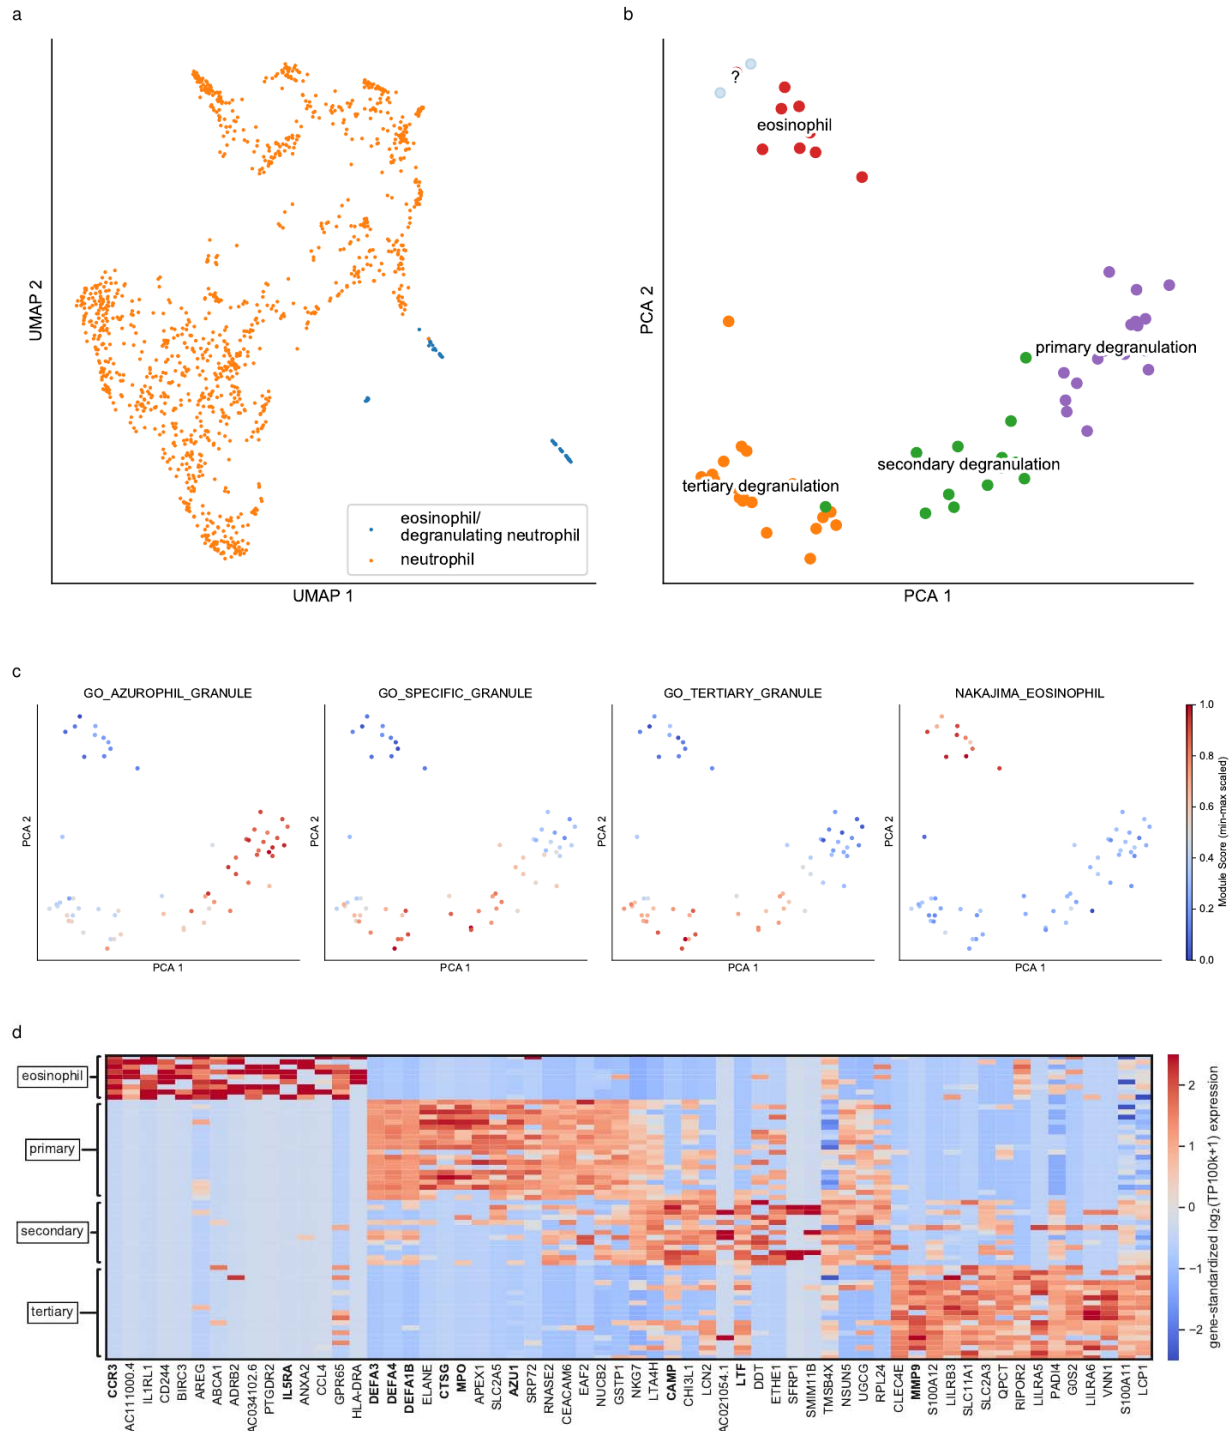 a
UMAP 2
UMAP 1
eosinophil/
degranulating neutrophil
neutrophil
b
PCA 2
PCA 1
?
eosinophil
primary degranulation
secondary degranulation
tertiary degranulation
c
GO_AZUROPHIL_GRANULE
GO_SPECIFIC_GRANULE
GO_TERTIARY_GRANULE
NAKAJIMA_EOSINOPHIL
PCA 2
PCA 2
PCA 2
PCA 2
PCA 1
PCA 1
PCA 1
PCA 1
1.0
0.8
0.6
0.4
0.2
0.0
Module Score (min-max scaled)
d
eosinophil
primary
secondary
tertiary
2
1
0
−1
−2
gene-standardized log2(TP100k+1) expression
CCR3
AC111000.4
IL1RL1
CD244
BIRC3
AREG
ABCA1
ADRB2
AC034102.6
PTGDR2
IL5RA
ANXA2
CCL4
GPR65
HLA-DRA
DEFA3
DEFA4
DEFA1B
ELANE
CTSG
MPO
APEX1
SLC2A5
AZU1
SRP72
RNASE2
CEACAM6
EAF2
NUCB2
GSTP1
NKG7
LTA4H
CAMP
CHI3L1
LCN2
AC021054.1
LTF
DDT
ETHE1
SFRP1
SMIM11B
TMSB4X
NSUN5
UGCG
RPL24
CLEC4E
MMP9
S100A12
LILRB3
SLC11A1
SLC2A3
QPCT
RIPOR2
LILRA5
PADI4
G0S2
LILRA6
VNN1
S100A11
LCP1